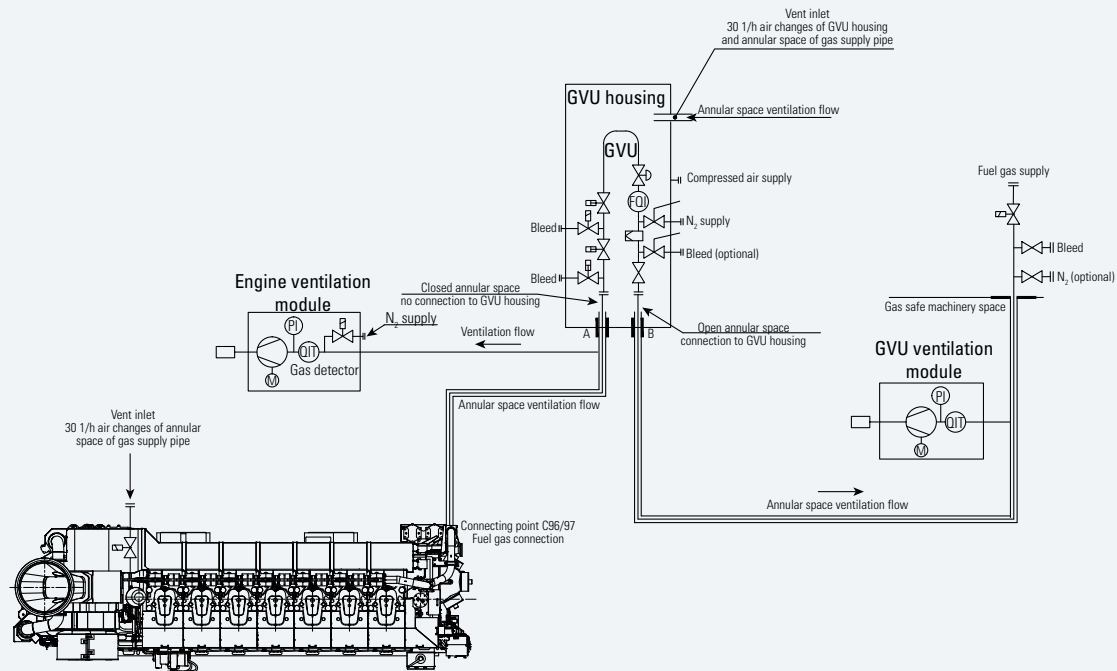 Vent inlet
30 1/h air changes of GVU housing
and annular space of gas supply pipe
GVU housing
Annular space ventilation flow
GVU
Compressed air supply
FQI
N₂ supply
Bleed
Bleed (optional)
Bleed
Fuel gas supply
Bleed
N₂ (optional)
Gas safe machinery space
Engine ventilation
module
N₂ supply
PI
QIT
Gas detector
M
Closed annular space
no connection to GVU housing
Ventilation flow
A
B
Open annular space
connection to GVU housing
GVU ventilation
module
PI
QIT
M
Annular space ventilation flow
Vent inlet
30 1/h air changes of annular
space of gas supply pipe
Annular space ventilation flow
Connecting point C96/97
Fuel gas connection